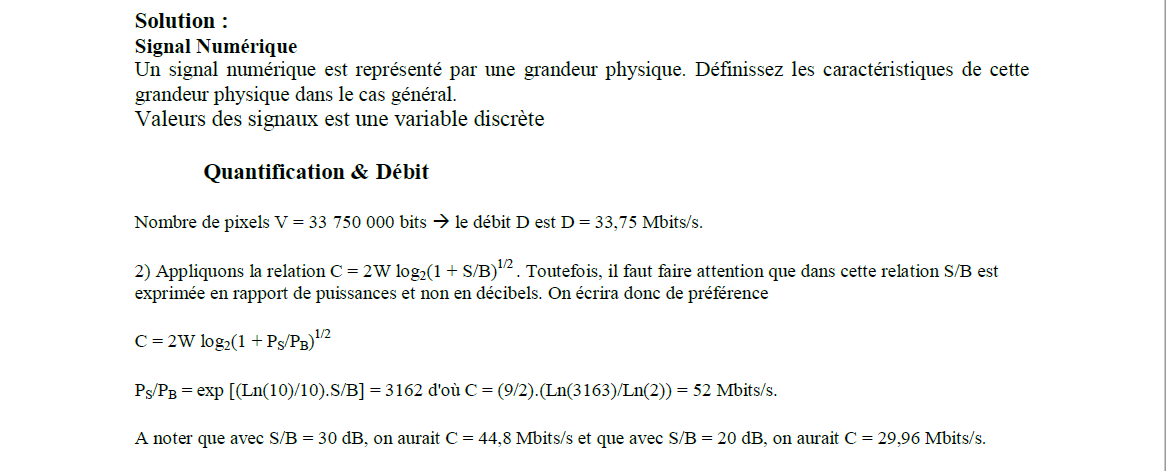 Solution :
Signal Numérique
Un signal numérique est représenté par une grandeur physique. Définissez les caractéristiques de cette
grandeur physique dans le cas général.
Valeurs des signaux est une variable discrète
Quantification & Débit
Nombre de pixels V = 33 750 000 bits → le débit D est D = 33,75 Mbits/s.
2) Appliquons la relation C = 2W log₂(1 + S/B)^1/2 . Toutefois, il faut faire attention que dans cette relation S/B est
exprimée en rapport de puissances et non en décibels. On écrira donc de préférence
C = 2W log₂(1 + P_S/P_B)^1/2
P_S/P_B = exp [(Ln(10)/10).S/B] = 3162 d'où C = (9/2).(Ln(3163)/Ln(2)) = 52 Mbits/s.
A noter que avec S/B = 30 dB, on aurait C = 44,8 Mbits/s et que avec S/B = 20 dB, on aurait C = 29,96 Mbits/s.